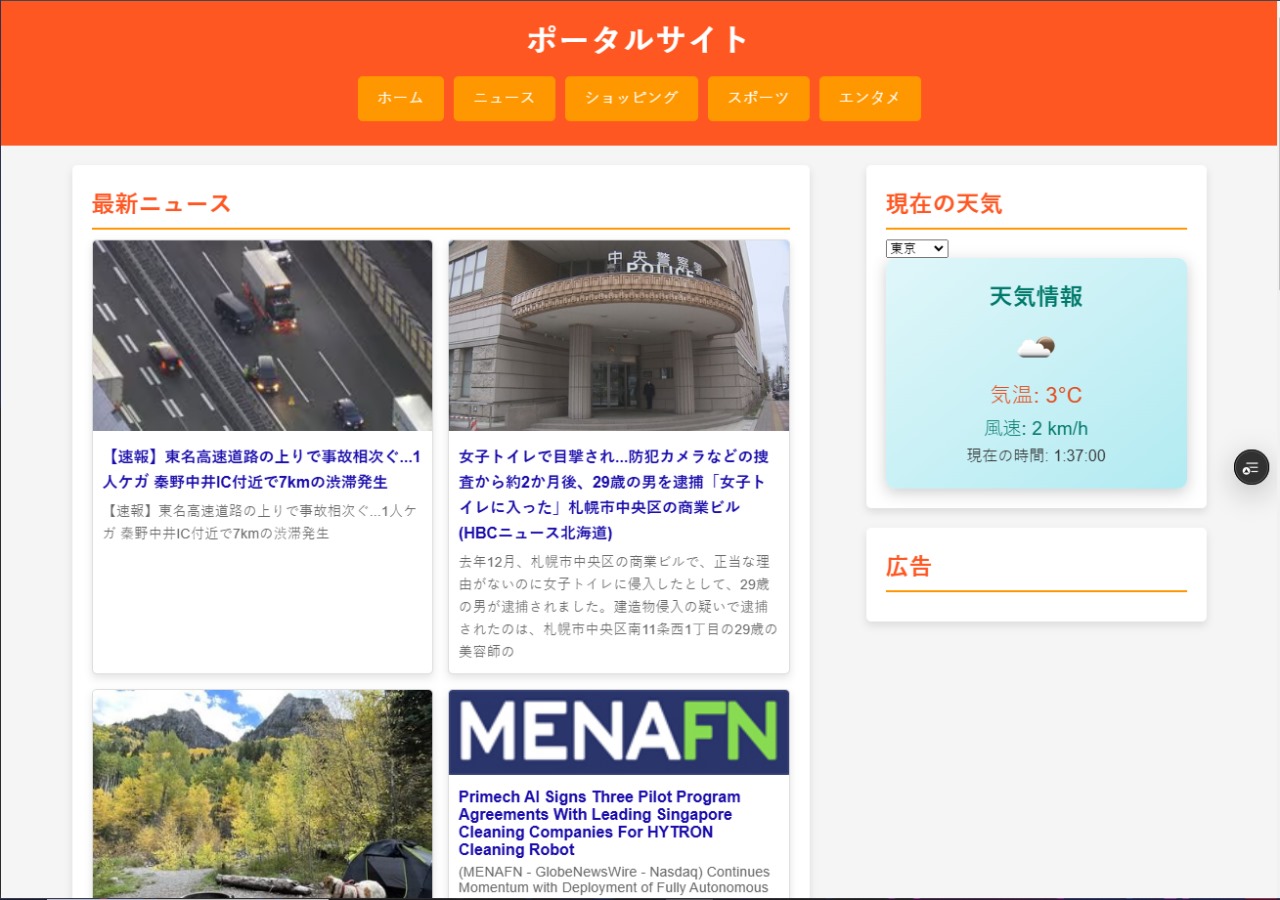 ポータルサイト
ホーム
ニュース
ショッピング
スポーツ
エンタメ
最新ニュース
【速報】東名高速道路の上りで事故相次ぐ...1
人ケガ 秦野中井IC付近で7kmの渋滞発生
【速報】東名高速道路の上りで事故相次ぐ...1人ケ
ガ 秦野中井IC付近で7kmの渋滞発生
中央警察署
POLICE
女子トイレで目撃され...防犯カメラなどの捜
査から約2か月後、29歳の男を逮捕「女子ト
イレに入った」札幌市中央区の商業ビル
(HBCニュース北海道)
去年12月、札幌市中央区の商業ビルで、正当な理
由がないのに女子トイレに侵入したとして、29歳
の男が逮捕されました。建造物侵入の疑いで逮捕
されたのは、札幌市中央区南11条西1丁目の29歳の
美容師の
MENAFN
Primech AI Signs Three Pilot Program
Agreements With Leading Singapore
Cleaning Companies For HYTRON
Cleaning Robot
(MENAFN - GlobeNewsWire - Nasdaq) Continues
Momentum with Deployment of Fully Autonomous
現在の天気
東京
天気情報
気温: 3°C
風速: 2 km/h
現在の時間: 1:37:00
広告